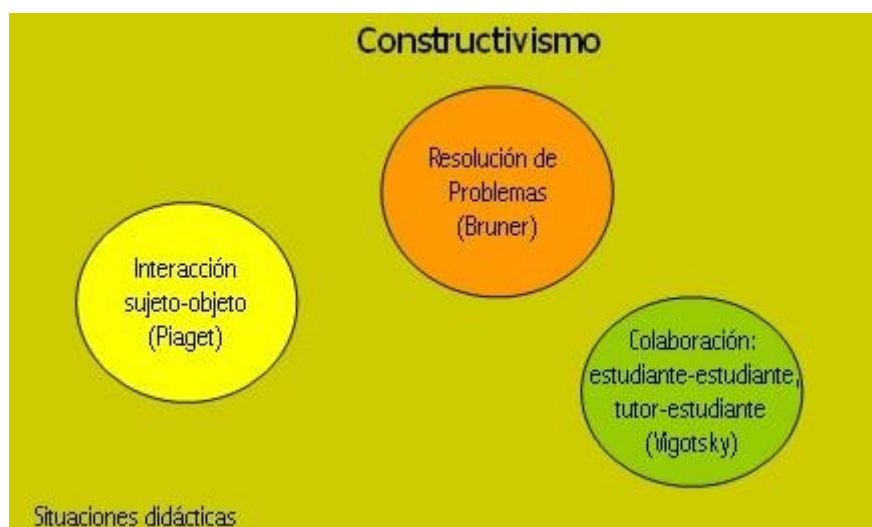 Constructivismo
Resolución de
Problemas
(Bruner)
Interacción
sujeto-objeto
(Piaget)
Colaboración:
estudiante-estudiante,
tutor-estudiante
(Vigotsky)
Situaciones didácticas